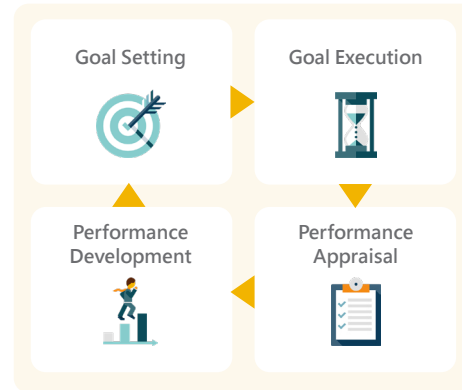 Goal Setting
Goal Execution
Performance
Development
Performance
Appraisal